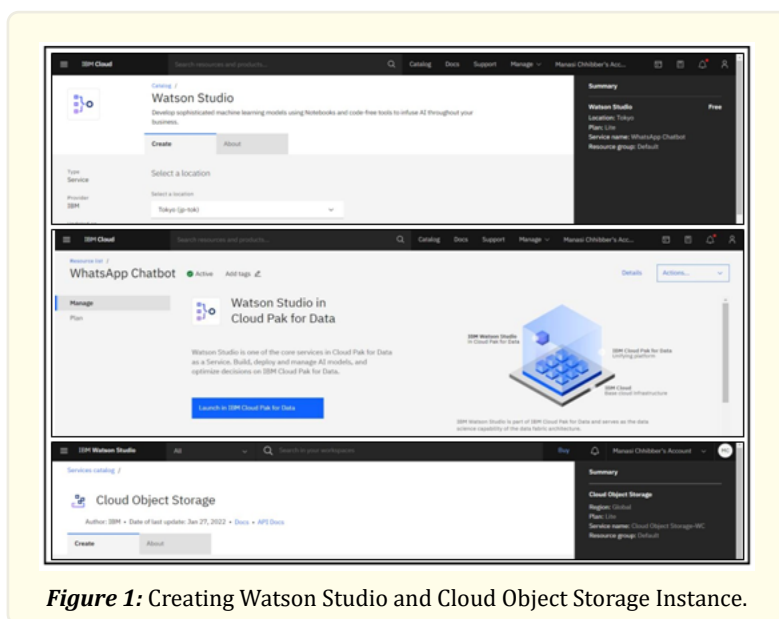 IBM Cloud
Search resources and products...
Catalog Docs Support Manage Manasi Chhibber's Acc...
Catalog /
Watson Studio
Develop sophisticated machine learning models using Notebooks and code-free tools to infuse AI throughout your
business.
Create About
Type
Service
Provider
IBM
Select a location
Select a location
Tokyo (jp-tok)
Summary
Watson Studio Free
Location: Tokyo
Plan: Lite
Service name: WhatsApp Chatbot
Resource group: Default
IBM Cloud
Search resources and products...
Catalog Docs Support Manage Manasi Chhibber's Acc...
Resource list /
WhatsApp Chatbot Active Add tags
Details Actions...
Manage
Plan
Watson Studio in
Cloud Pak for Data
Watson Studio is one of the core services in Cloud Pak for Data
as a Service. Build, deploy and manage AI models, and
optimize decisions on IBM Cloud Pak for Data.
Launch in IBM Cloud Pak for Data
IBM Watson Studio
in Cloud Pak for Data
IBM Cloud Pak for Data
Unifying platform
IBM Cloud
Base cloud infrastructure
IBM Watson Studio is part of IBM Cloud Pak for Data and serves as the data
science capability of the data fabric architecture.
IBM Watson Studio
All
Search in your workspaces
Buy Manasi Chhibber's Account MC
Services catalog /
Cloud Object Storage
Author: IBM • Date of last update: Jan 27, 2022 • Docs • API Docs
Create About
Summary
Cloud Object Storage
Region: Global
Plan: Lite
Service name: Cloud Object Storage-WC
Resource group: Default
Figure 1: Creating Watson Studio and Cloud Object Storage Instance.